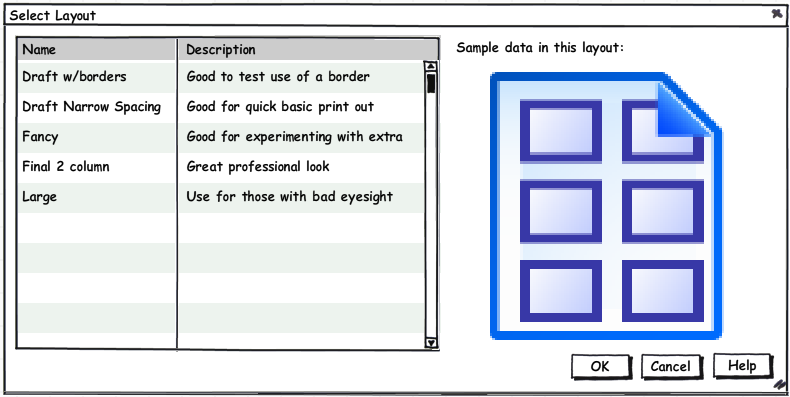 Select Layout
Name Description
Draft w/borders Good to test use of a border
Draft Narrow Spacing Good for quick basic print out
Fancy Good for experimenting with extra
Final 2 column Great professional look
Large Use for those with bad eyesight
Sample data in this layout:
OK Cancel Help